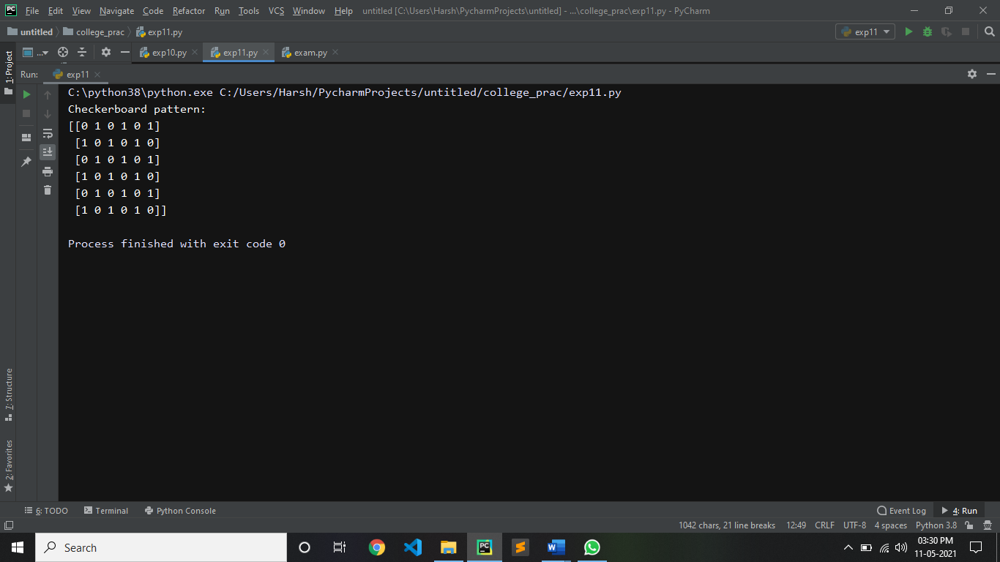 File Edit View Navigate Code Refactor Run Tools VCS Window Help untitled [C:\Users\Harsh\PycharmProjects\untitled] - ...\college_prac\exp11.py - PyCharm
untitled college_prac exp11.py exp11
... exp10.py exp11.py exam.py
1: Project
Run: exp11
C:\python38\python.exe C:/Users/Harsh/PycharmProjects/untitled/college_prac/exp11.py
Checkerboard pattern:
[[0 1 0 1 0 1]
 [1 0 1 0 1 0]
 [0 1 0 1 0 1]
 [1 0 1 0 1 0]
 [0 1 0 1 0 1]
 [1 0 1 0 1 0]]
Process finished with exit code 0
7: Structure
2: Favorites
6: TODO Terminal Python Console Event Log 4: Run
1042 chars, 21 line breaks 12:49 CRLF UTF-8 4 spaces Python 3.8
Search
03:30 PM
11-05-2021